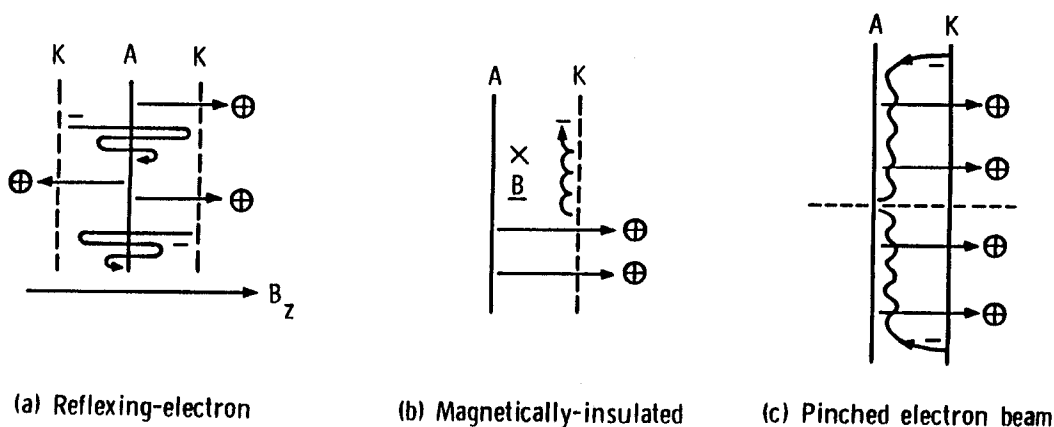 K A K
⊕
−
⊕
⊕
−
B_z
(a) Reflexing-electron
A K
−
×
B
⊕
⊕
(b) Magnetically-insulated
A K
−
⊕
⊕
⊕
⊕
−
(c) Pinched electron beam